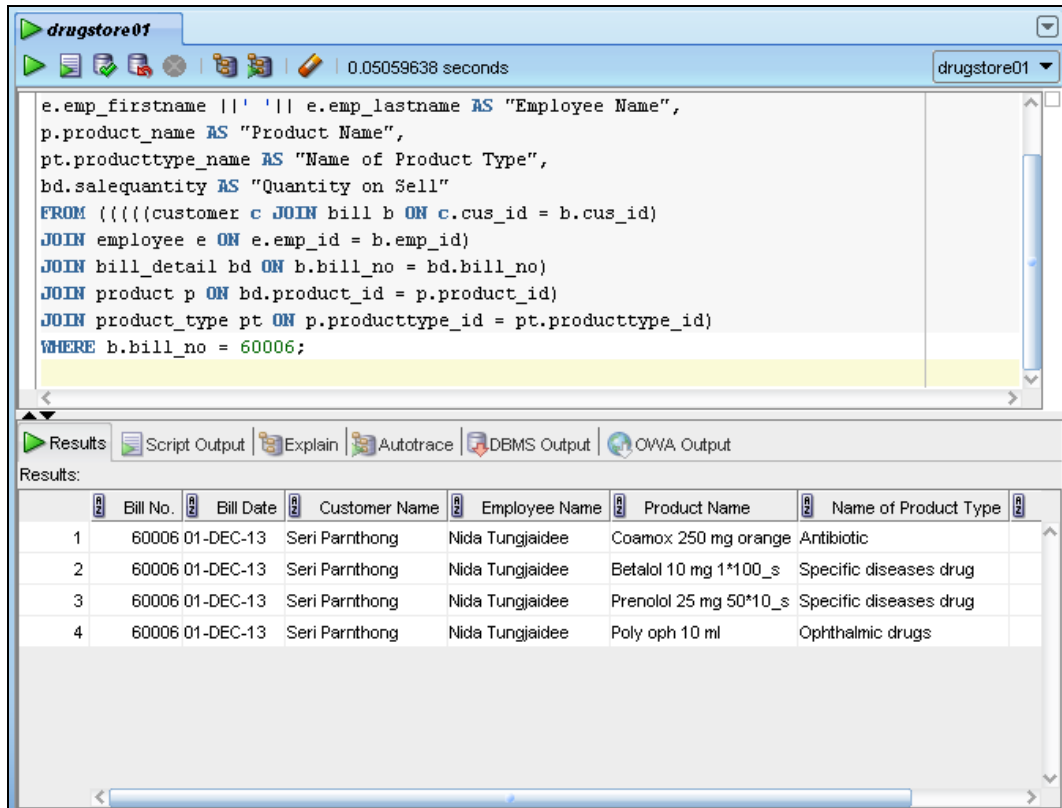 drugstore01
0.05059638 seconds
drugstore01
e.emp_firstname ||' '|| e.emp_lastname AS "Employee Name",
p.product_name AS "Product Name",
pt.producttype_name AS "Name of Product Type",
bd.salequantity AS "Quantity on Sell"
FROM (((((customer c JOIN bill b ON c.cus_id = b.cus_id)
JOIN employee e ON e.emp_id = b.emp_id)
JOIN bill_detail bd ON b.bill_no = bd.bill_no)
JOIN product p ON bd.product_id = p.product_id)
JOIN product_type pt ON p.producttype_id = pt.producttype_id)
WHERE b.bill_no = 60006;
Results Script Output Explain Autotrace DBMS Output OWA Output
Results:
Bill No. Bill Date Customer Name Employee Name Product Name Name of Product Type
1 60006 01-DEC-13 Seri Parnthong Nida Tungjaidee Coamox 250 mg orange Antibiotic
2 60006 01-DEC-13 Seri Parnthong Nida Tungjaidee Betalol 10 mg 1*100_s Specific diseases drug
3 60006 01-DEC-13 Seri Parnthong Nida Tungjaidee Prenolol 25 mg 50*10_s Specific diseases drug
4 60006 01-DEC-13 Seri Parnthong Nida Tungjaidee Poly oph 10 ml Ophthalmic drugs